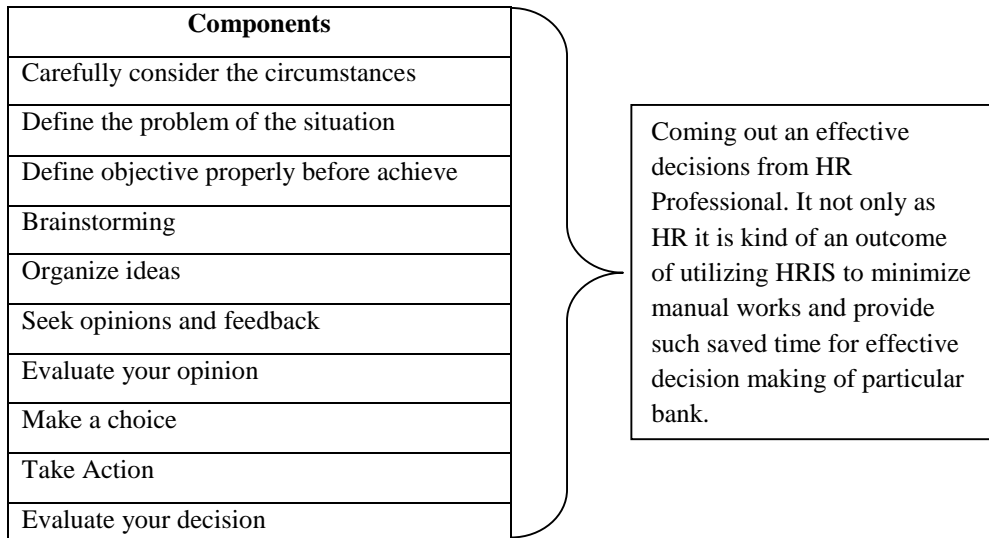 Components
Carefully consider the circumstances
Define the problem of the situation
Define objective properly before achieve
Brainstorming
Organize ideas
Seek opinions and feedback
Evaluate your opinion
Make a choice
Take Action
Evaluate your decision
Coming out an effective
decisions from HR
Professional. It not only as
HR it is kind of an outcome
of utilizing HRIS to minimize
manual works and provide
such saved time for effective
decision making of particular
bank.